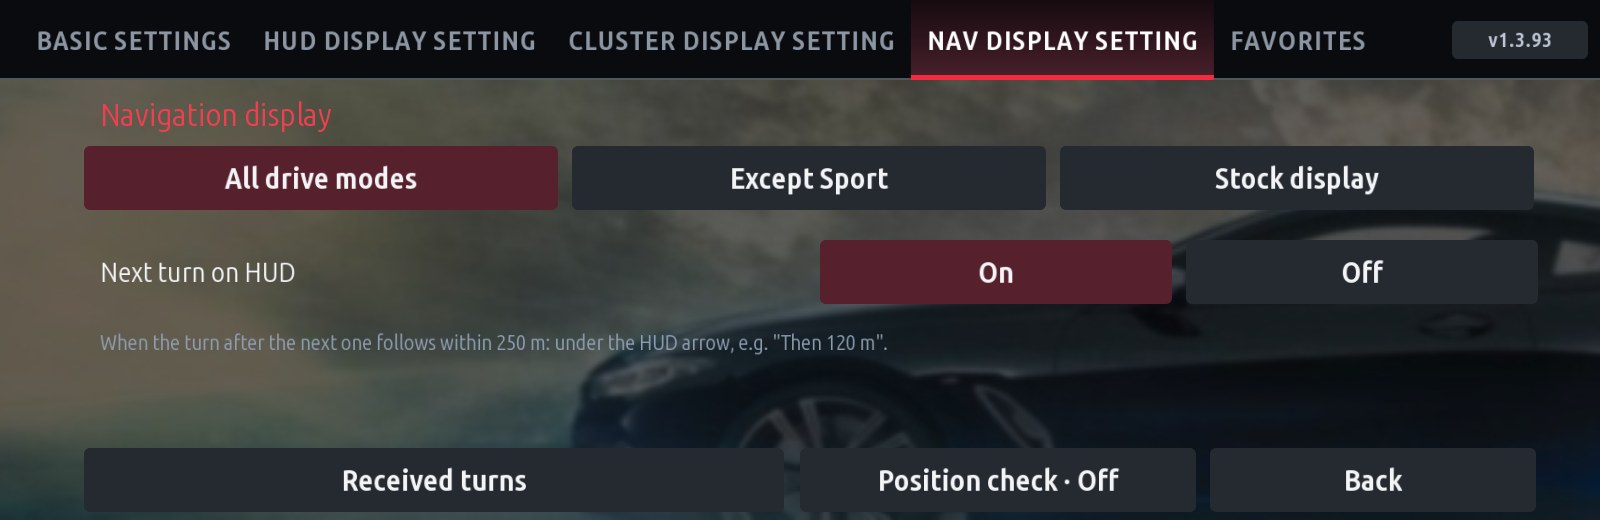 BASIC SETTINGS HUD DISPLAY SETTING CLUSTER DISPLAY SETTING NAV DISPLAY SETTING FAVORITES v1.3.93
Navigation display
All drive modes Except Sport Stock display
Next turn on HUD On Off
When the turn after the next one follows within 250 m: under the HUD arrow, e.g. "Then 120 m".
Received turns Position check · Off Back